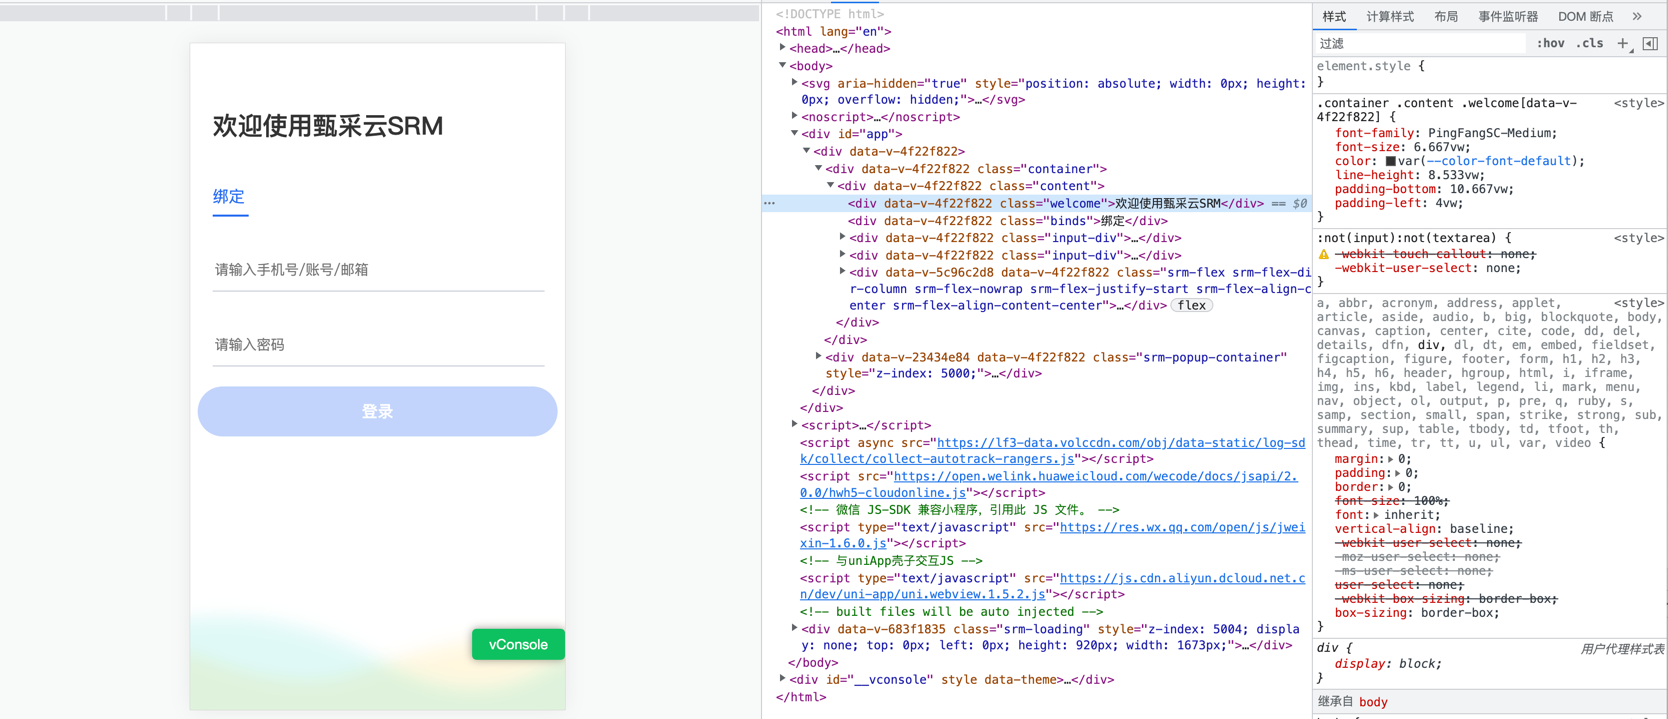 欢迎使用甄采云SRM
绑定
请输入手机号/账号/邮箱
请输入密码
登录
vConsole
<!DOCTYPE html>
<html lang="en">
<head>…</head>
<body>
<svg aria-hidden="true" style="position: absolute; width: 0px; height:
0px; overflow: hidden;">…</svg>
<noscript>…</noscript>
<div id="app">
<div data-v-4f22f822>
<div data-v-4f22f822 class="container">
<div data-v-4f22f822 class="content">
<div data-v-4f22f822 class="welcome">欢迎使用甄采云SRM</div> == $0
<div data-v-4f22f822 class="binds">绑定</div>
<div data-v-4f22f822 class="input-div">…</div>
<div data-v-4f22f822 class="input-div">…</div>
<div data-v-5c96c2d8 data-v-4f22f822 class="srm-flex srm-flex-di
r-column srm-flex-nowrap srm-flex-justify-start srm-flex-align-c
enter srm-flex-align-content-center">…</div> flex
</div>
</div>
<div data-v-23434e84 data-v-4f22f822 class="srm-popup-container"
style="z-index: 5000;">…</div>
</div>
</div>
<script>…</script>
<script async src="https://lf3-data.volccdn.com/obj/data-static/log-sd
k/collect/collect-autotrack-rangers.js"></script>
<script src="https://open.welink.huaweicloud.com/wecode/docs/jsapi/2.
0.0/hwh5-cloudonline.js"></script>
<!-- 微信 JS-SDK 兼容小程序，引用此 JS 文件。 -->
<script type="text/javascript" src="https://res.wx.qq.com/open/js/jwei
xin-1.6.0.js"></script>
<!-- 与uniApp壳子交互JS -->
<script type="text/javascript" src="https://js.cdn.aliyun.dcloud.net.c
n/dev/uni-app/uni.webview.1.5.2.js"></script>
<!-- built files will be auto injected -->
<div data-v-683f1835 class="srm-loading" style="z-index: 5004; displa
y: none; top: 0px; left: 0px; height: 920px; width: 1673px;">…</div>
</body>
<div id="__vconsole" style data-theme>…</div>
</html>
样式 计算样式 布局 事件监听器 DOM 断点 »
过滤 :hov .cls +
element.style {
}
.container .content .welcome[data-v- <style>
4f22f822] {
font-family: PingFangSC-Medium;
font-size: 6.667vw;
color: var(--color-font-default);
line-height: 8.533vw;
padding-bottom: 10.667vw;
padding-left: 4vw;
}
:not(input):not(textarea) { <style>
-webkit-touch-callout: none;
-webkit-user-select: none;
}
a, abbr, acronym, address, applet, <style>
article, aside, audio, b, big, blockquote, body,
canvas, caption, center, cite, code, dd, del,
details, dfn, div, dl, dt, em, embed, fieldset,
figcaption, figure, footer, form, h1, h2, h3,
h4, h5, h6, header, hgroup, html, i, iframe,
img, ins, kbd, label, legend, li, mark, menu,
nav, object, ol, output, p, pre, q, ruby, s,
samp, section, small, span, strike, strong, sub,
summary, sup, table, tbody, td, tfoot, th,
thead, time, tr, tt, u, ul, var, video {
margin: 0;
padding: 0;
border: 0;
font-size: 100%;
font: inherit;
vertical-align: baseline;
-webkit-user-select: none;
-moz-user-select: none;
-ms-user-select: none;
user-select: none;
-webkit-box-sizing: border-box;
box-sizing: border-box;
}
div { 用户代理样式表
display: block;
}
继承自 body